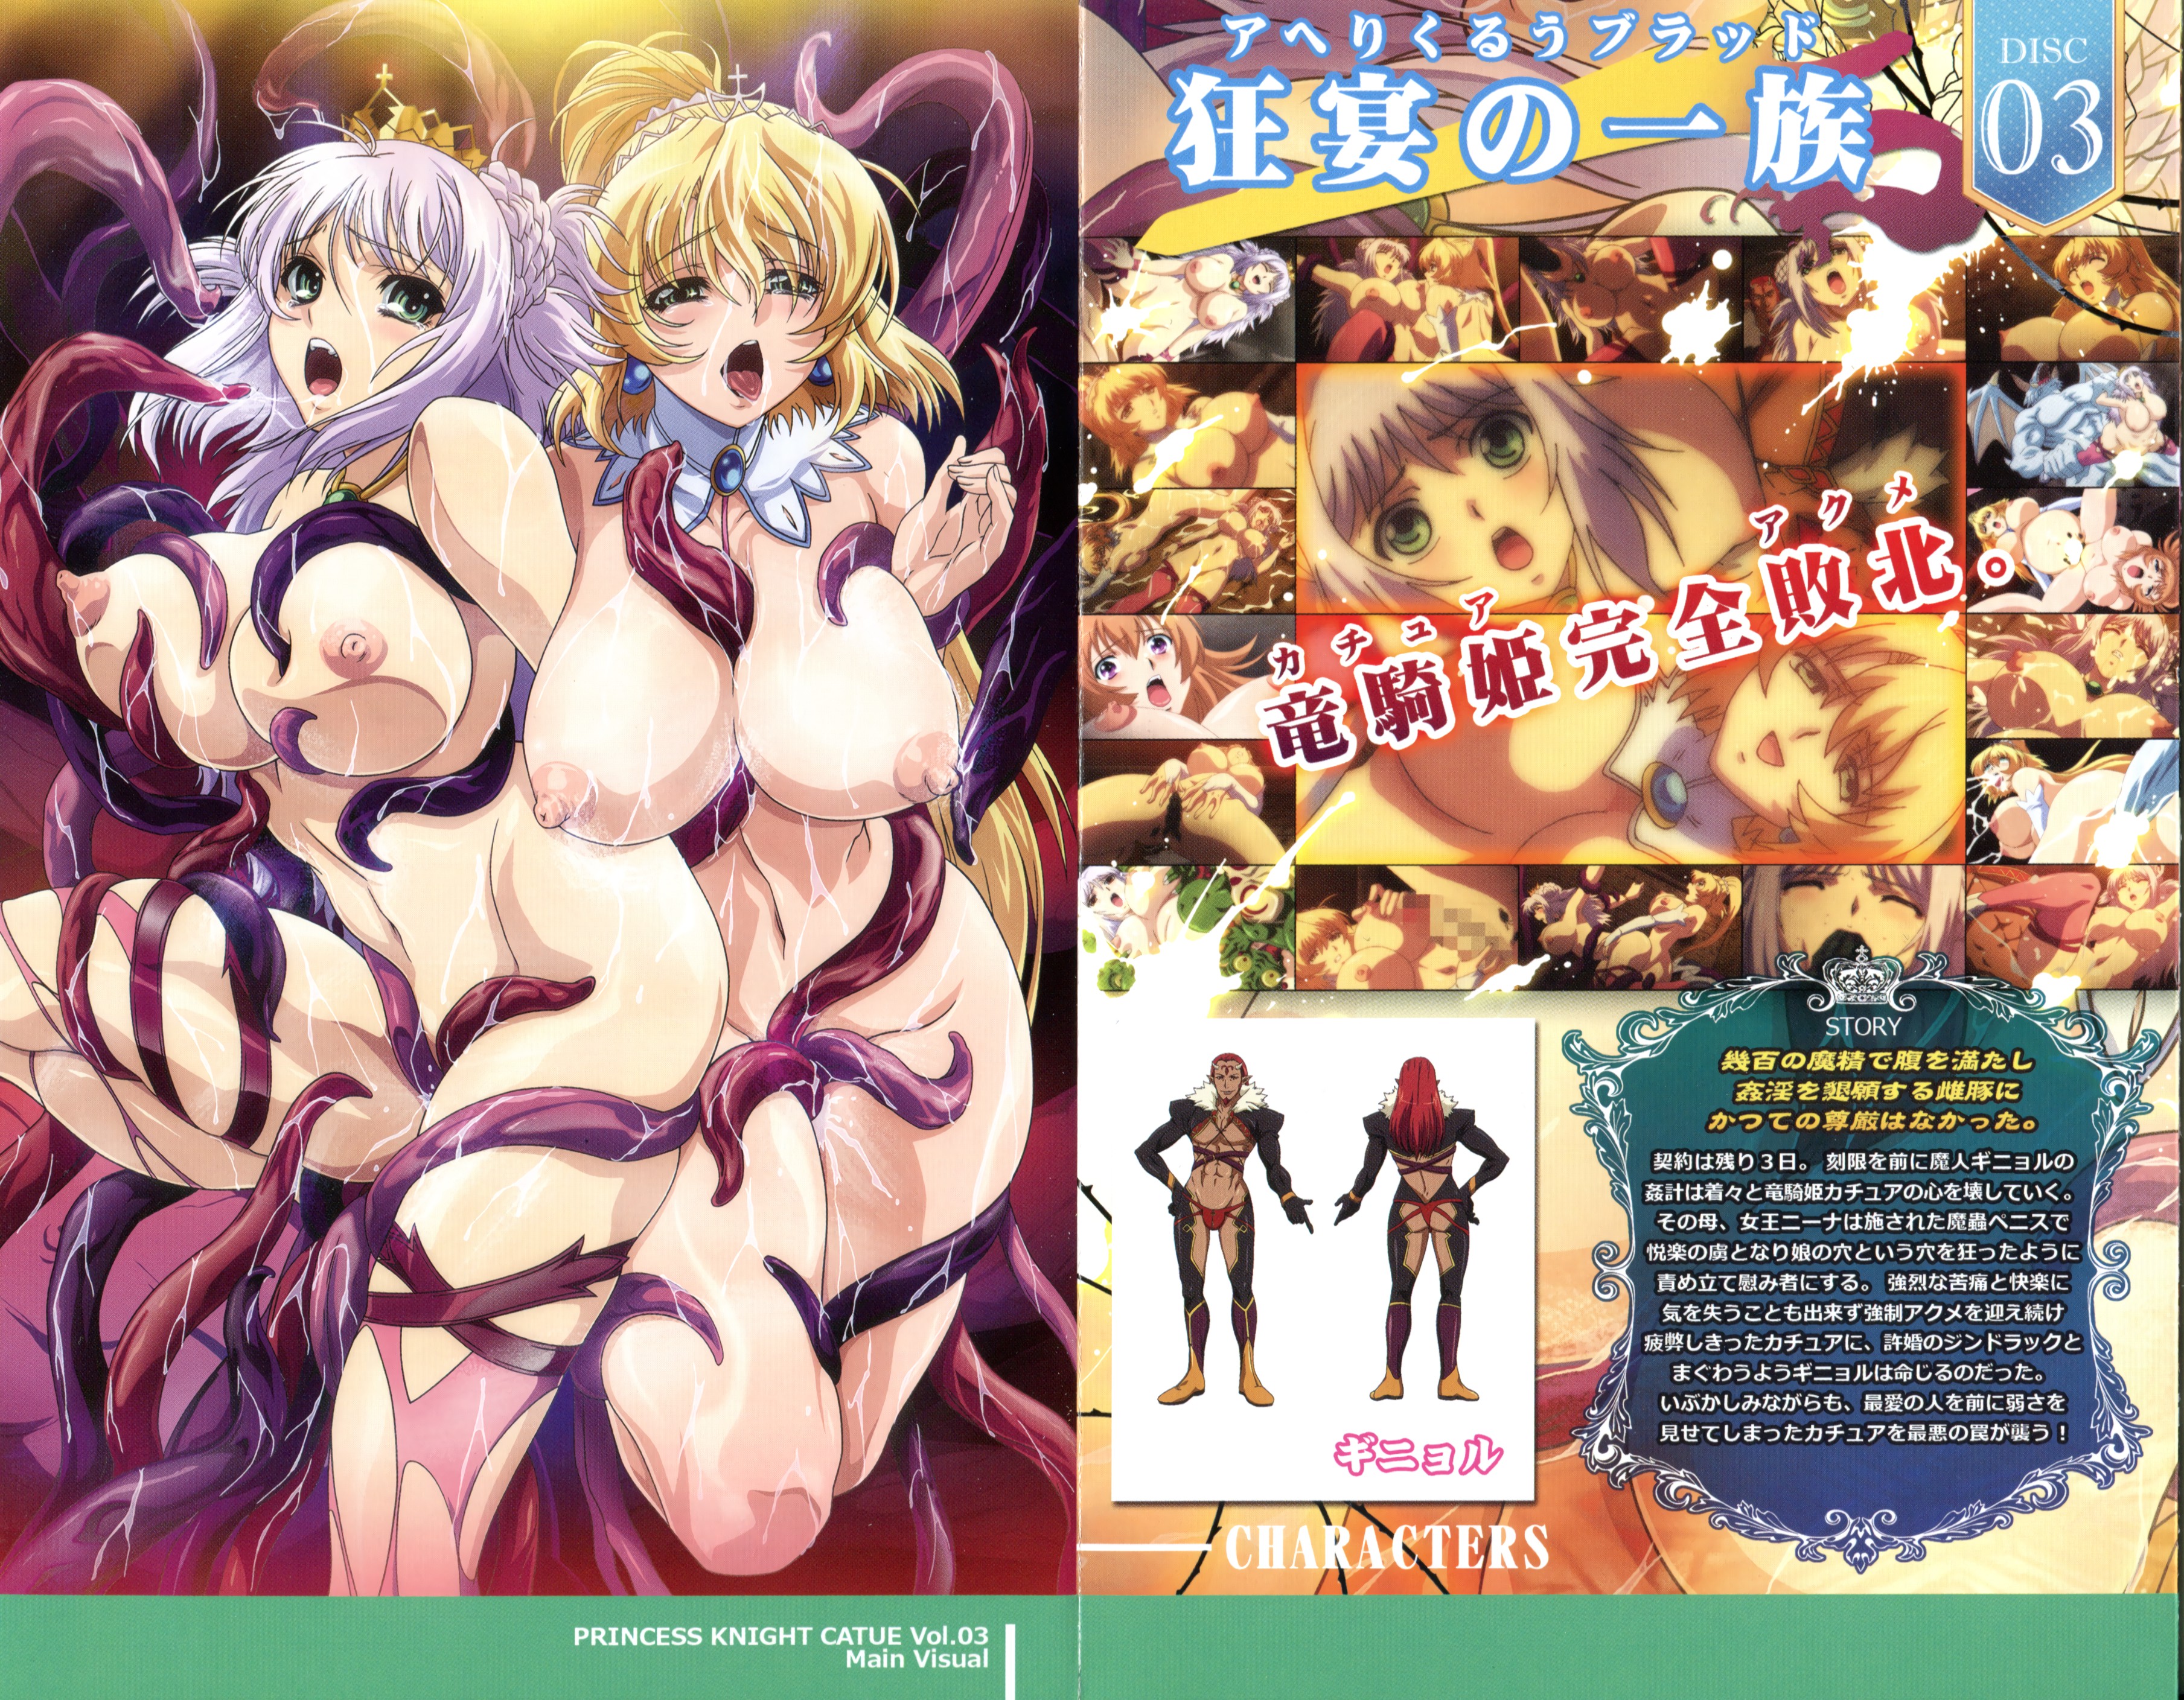 アヘりくるうブラッド
狂宴の一族
DISC
03
アクメ
カチュア
竜騎姫完全敗北。
STORY
幾百の魔精で腹を満たし
姦淫を懇願する雌豚に
かつての尊厳はなかった。
契約は残り３日。 刻限を前に魔人ギニョルの
姦計は着々と竜騎姫カチュアの心を壊していく。
その母、女王ニーナは施された魔蟲ペニスで
悦楽の虜となり娘の穴という穴を狂ったように
責め立て慰み者にする。 強烈な苦痛と快楽に
気を失うことも出来ず強制アクメを迎え続け
疲弊しきったカチュアに、許婚のジンドラックと
まぐわうようギニョルは命じるのだった。
いぶかしみながらも、最愛の人を前に弱さを
見せてしまったカチュアを最悪の罠が襲う！
ギニョル
CHARACTERS
PRINCESS KNIGHT CATUE Vol.03
Main Visual